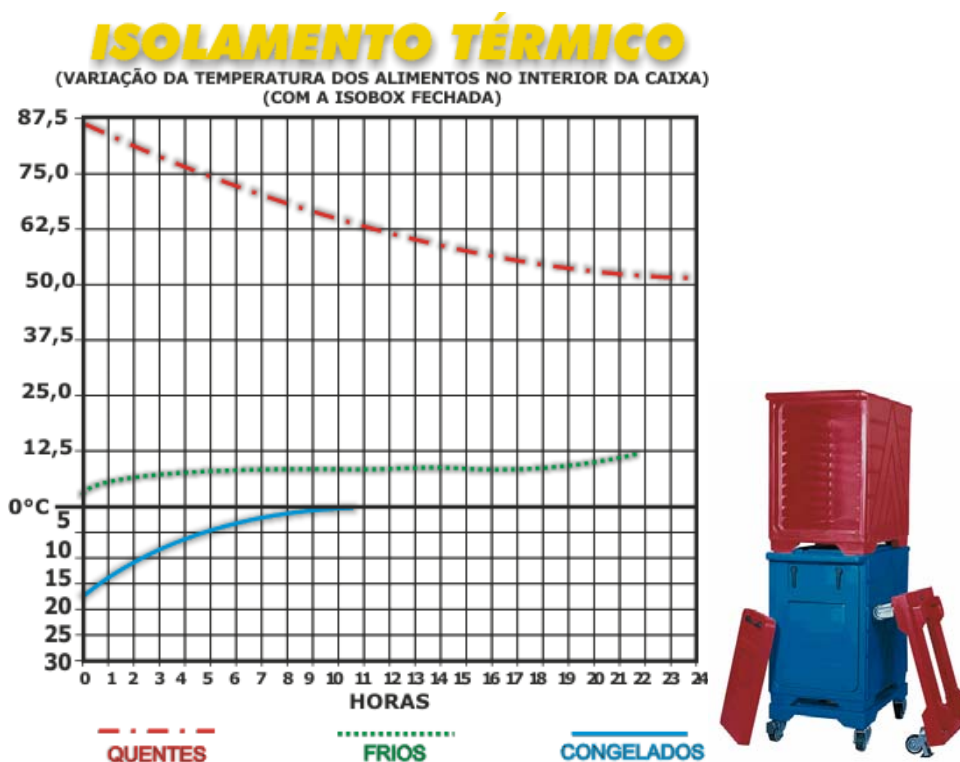 ISOLAMENTO TÉRMICO
(VARIAÇÃO DA TEMPERATURA DOS ALIMENTOS NO INTERIOR DA CAIXA)
(COM A ISOBOX FECHADA)
87,5
75,0
62,5
50,0
37,5
25,0
12,5
0°C
5
10
15
20
25
30
0 1 2 3 4 5 6 7 8 9 10 11 12 13 14 15 16 17 18 19 20 21 22 23 24
HORAS
QUENTES FRIOS CONGELADOS